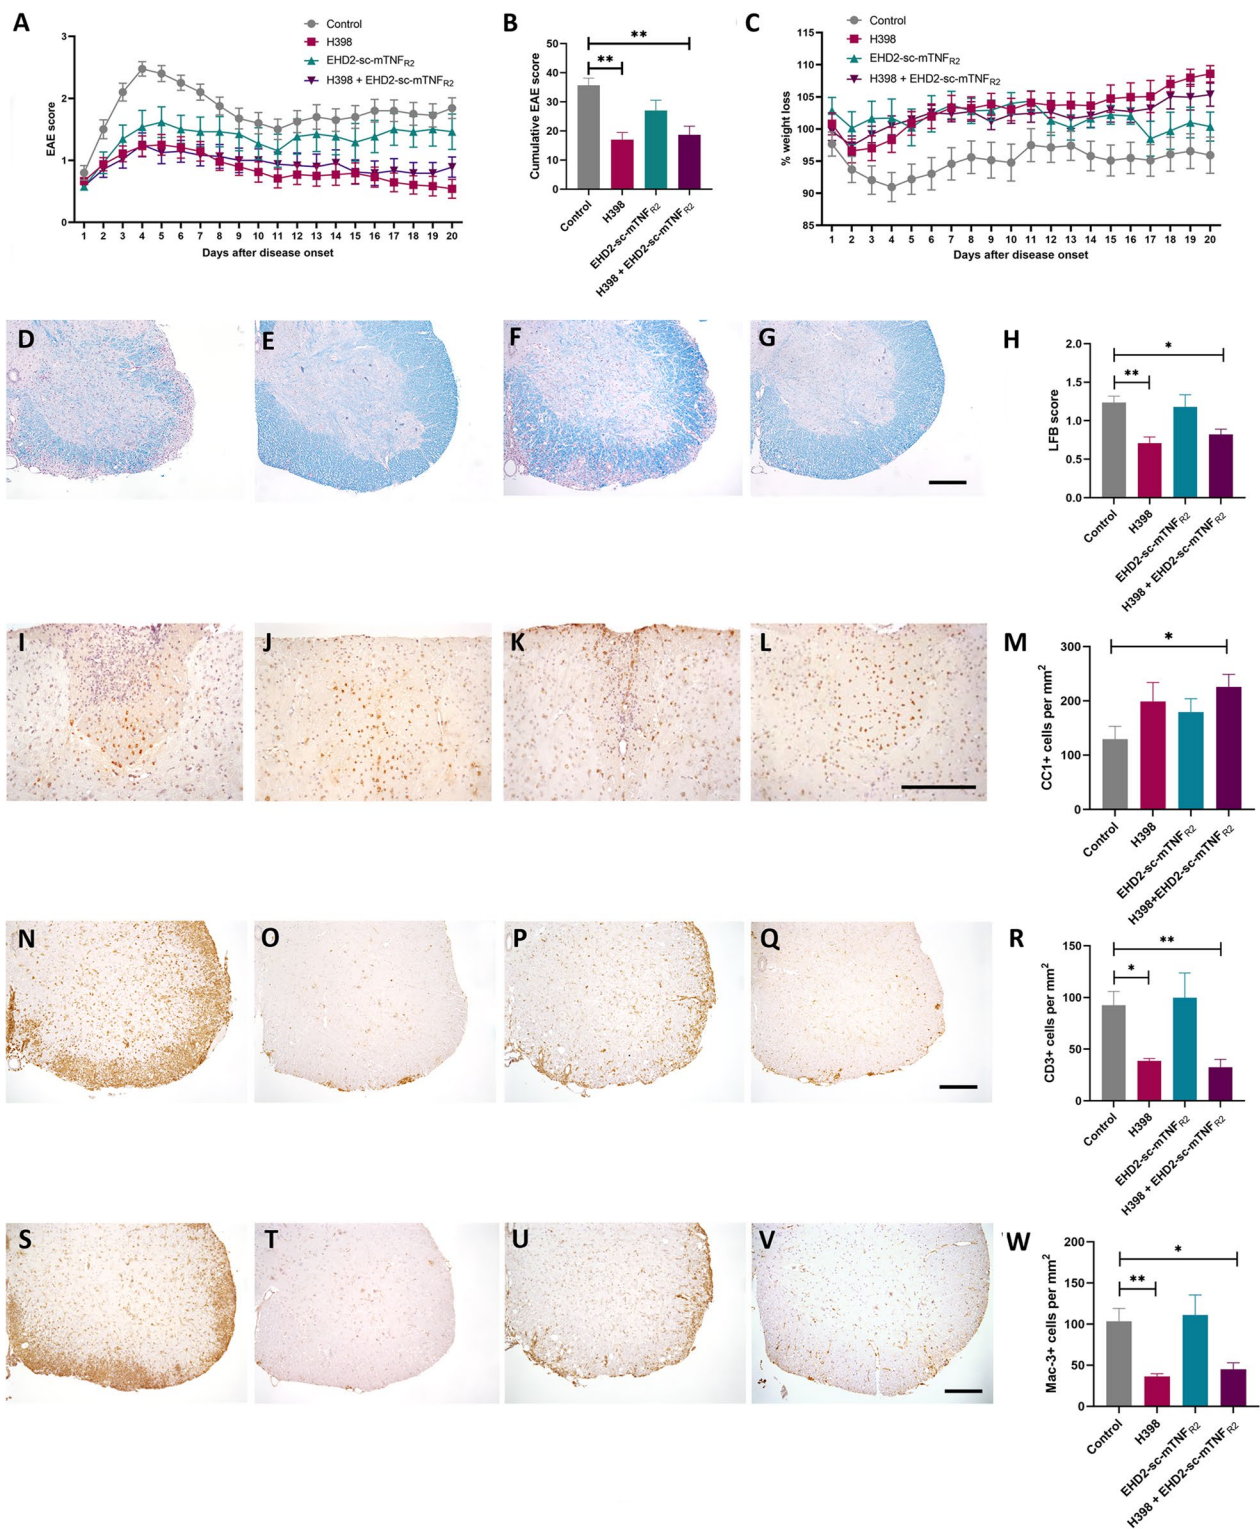 A
Control
H398
EHD2-sc-mTNFR2
H398 + EHD2-sc-mTNFR2
3
2
1
0
EAE score
1 2 3 4 5 6 7 8 9 10 11 12 13 14 15 16 17 18 19 20
Days after disease onset
B
**
**
50
40
30
20
10
0
Cumulative EAE score
Control
H398
EHD2-sc-mTNFR2
H398 + EHD2-sc-mTNFR2
C
Control
H398
EHD2-sc-mTNFR2
H398 + EHD2-sc-mTNFR2
115
110
105
100
95
90
85
% weight loss
1 2 3 4 5 6 7 8 9 10 11 12 13 14 15 16 17 18 19 20
Days after disease onset
D
E
F
G
H
*
**
2.0
1.5
1.0
0.5
0.0
LFB score
Control
H398
EHD2-sc-mTNFR2
H398 + EHD2-sc-mTNFR2
I
J
K
L
M
*
300
200
100
0
CC1+ cells per mm2
Control
H398
EHD2-sc-mTNFR2
H398+EHD2-sc-mTNFR2
N
O
P
Q
R
**
*
150
100
50
0
CD3+ cells per mm2
Control
H398
EHD2-sc-mTNFR2
H398 + EHD2-sc-mTNFR2
S
T
U
V
W
*
**
200
150
100
50
0
Mac-3+ cells per mm2
Control
H398
EHD2-sc-mTNFR2
H398 + EHD2-sc-mTNFR2